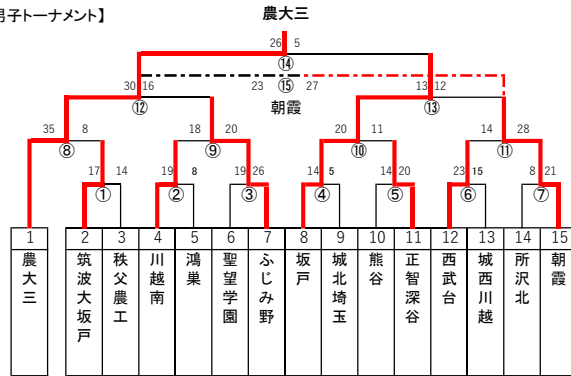 男子トーナメント】
農大三
26 5
⑭
23 ⑮ 27
朝霞
30 16
⑫
13 12
⑬
35 8
⑧
18 20
⑨
20 11
⑩
14 28
⑪
17 14
①
19 8
②
19 26
③
14 5
④
14 20
⑤
23 15
⑥
8 21
⑦
1 2 3 4 5 6 7 8 9 10 11 12 13 14 15
農大三
筑波大坂戸
秩父農工
川越南
鴻巣
聖望学園
ふじみ野
坂戸
城北埼玉
熊谷
正智深谷
西武台
城西川越
所沢北
朝霞